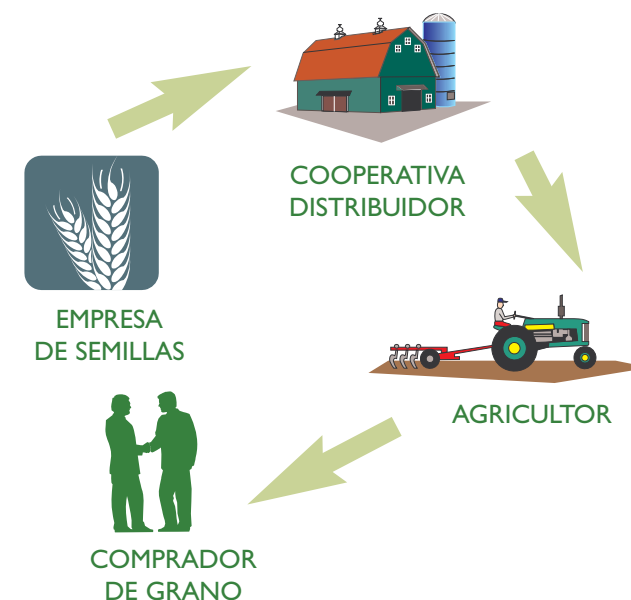 COOPERATIVA
DISTRIBUIDOR
EMPRESA
DE SEMILLAS
AGRICULTOR
COMPRADOR
DE GRANO